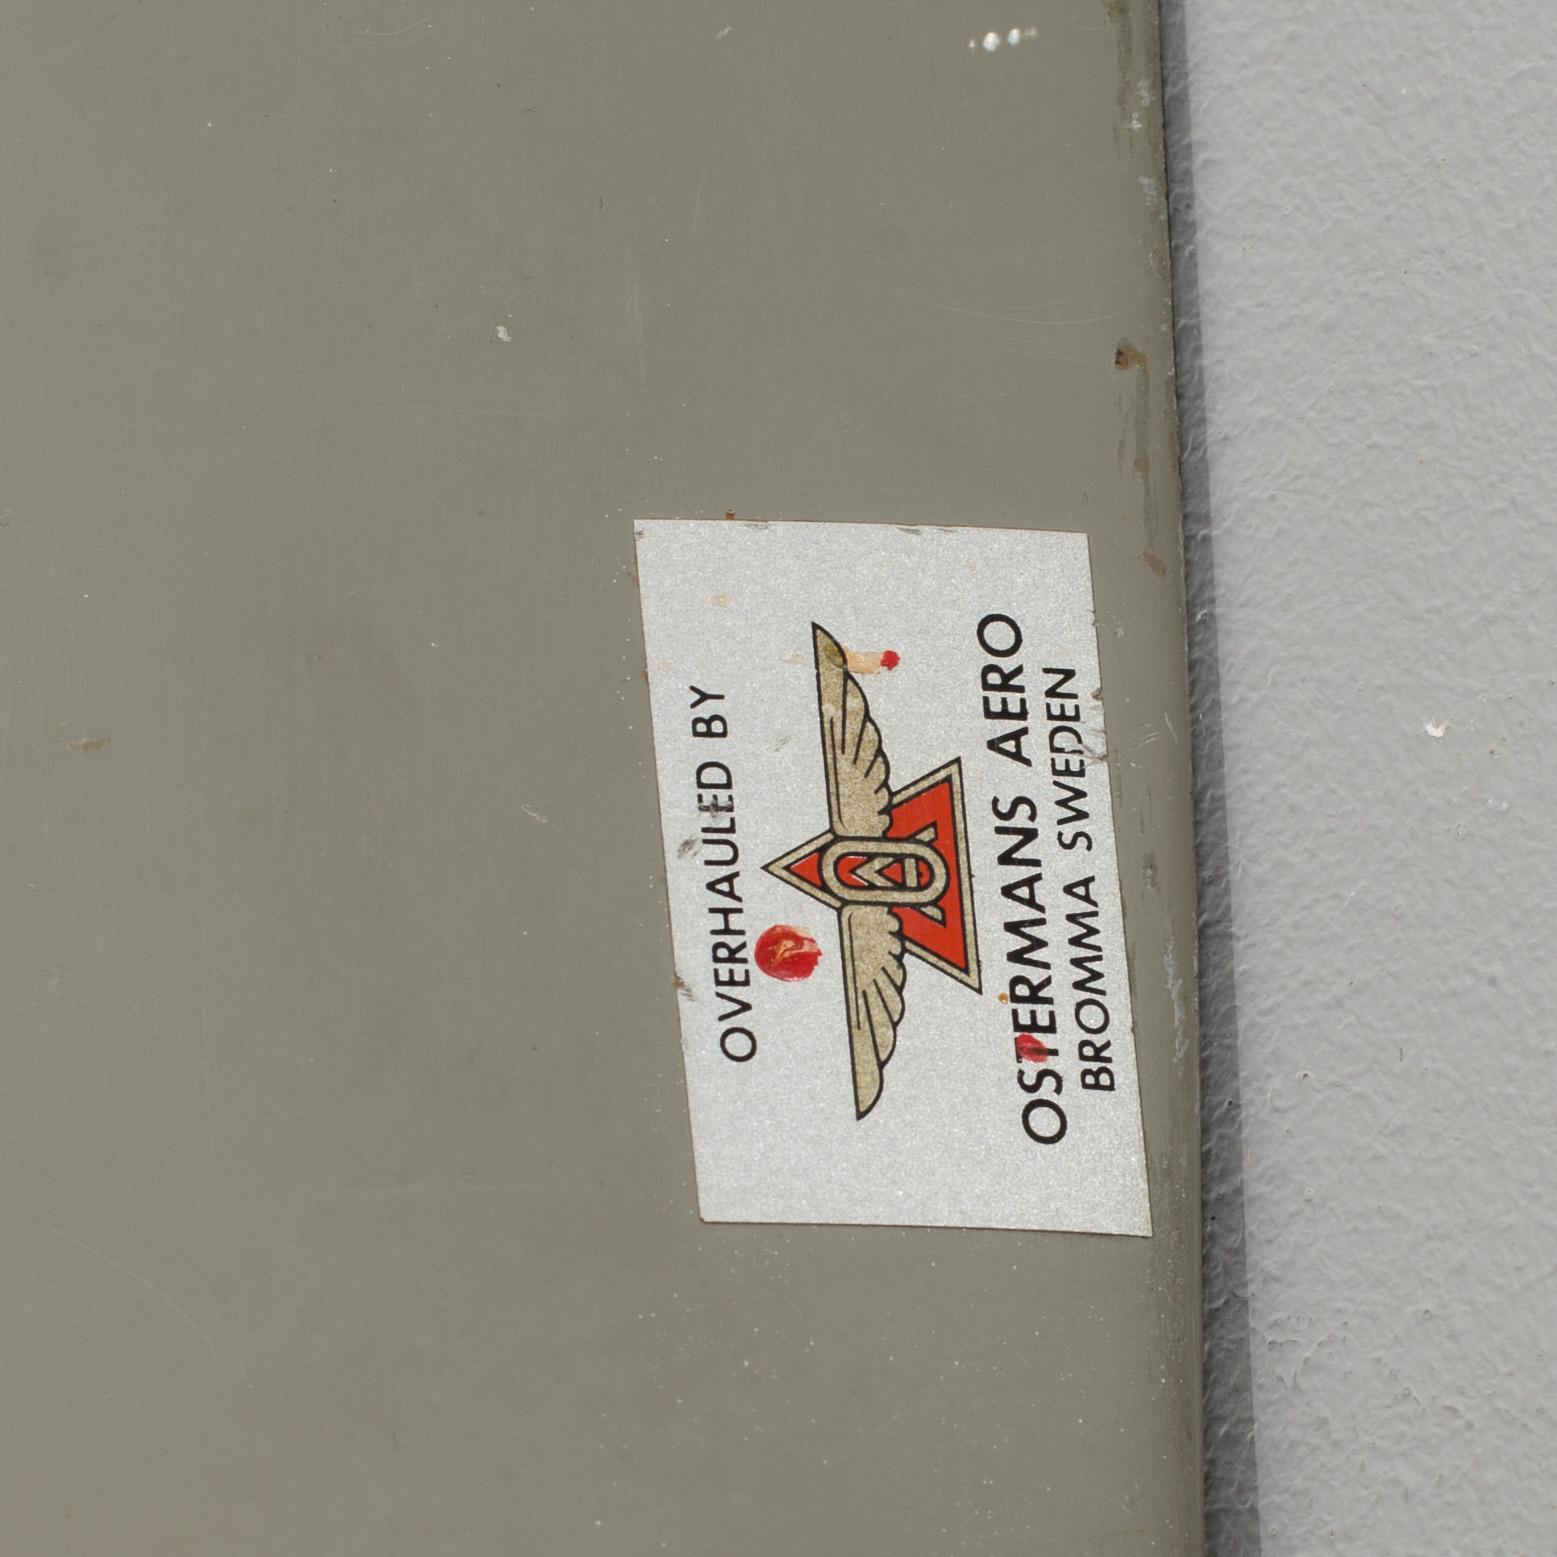 OVERHAULED BY
OSTERMANS AERO
BROMMA SWEDEN